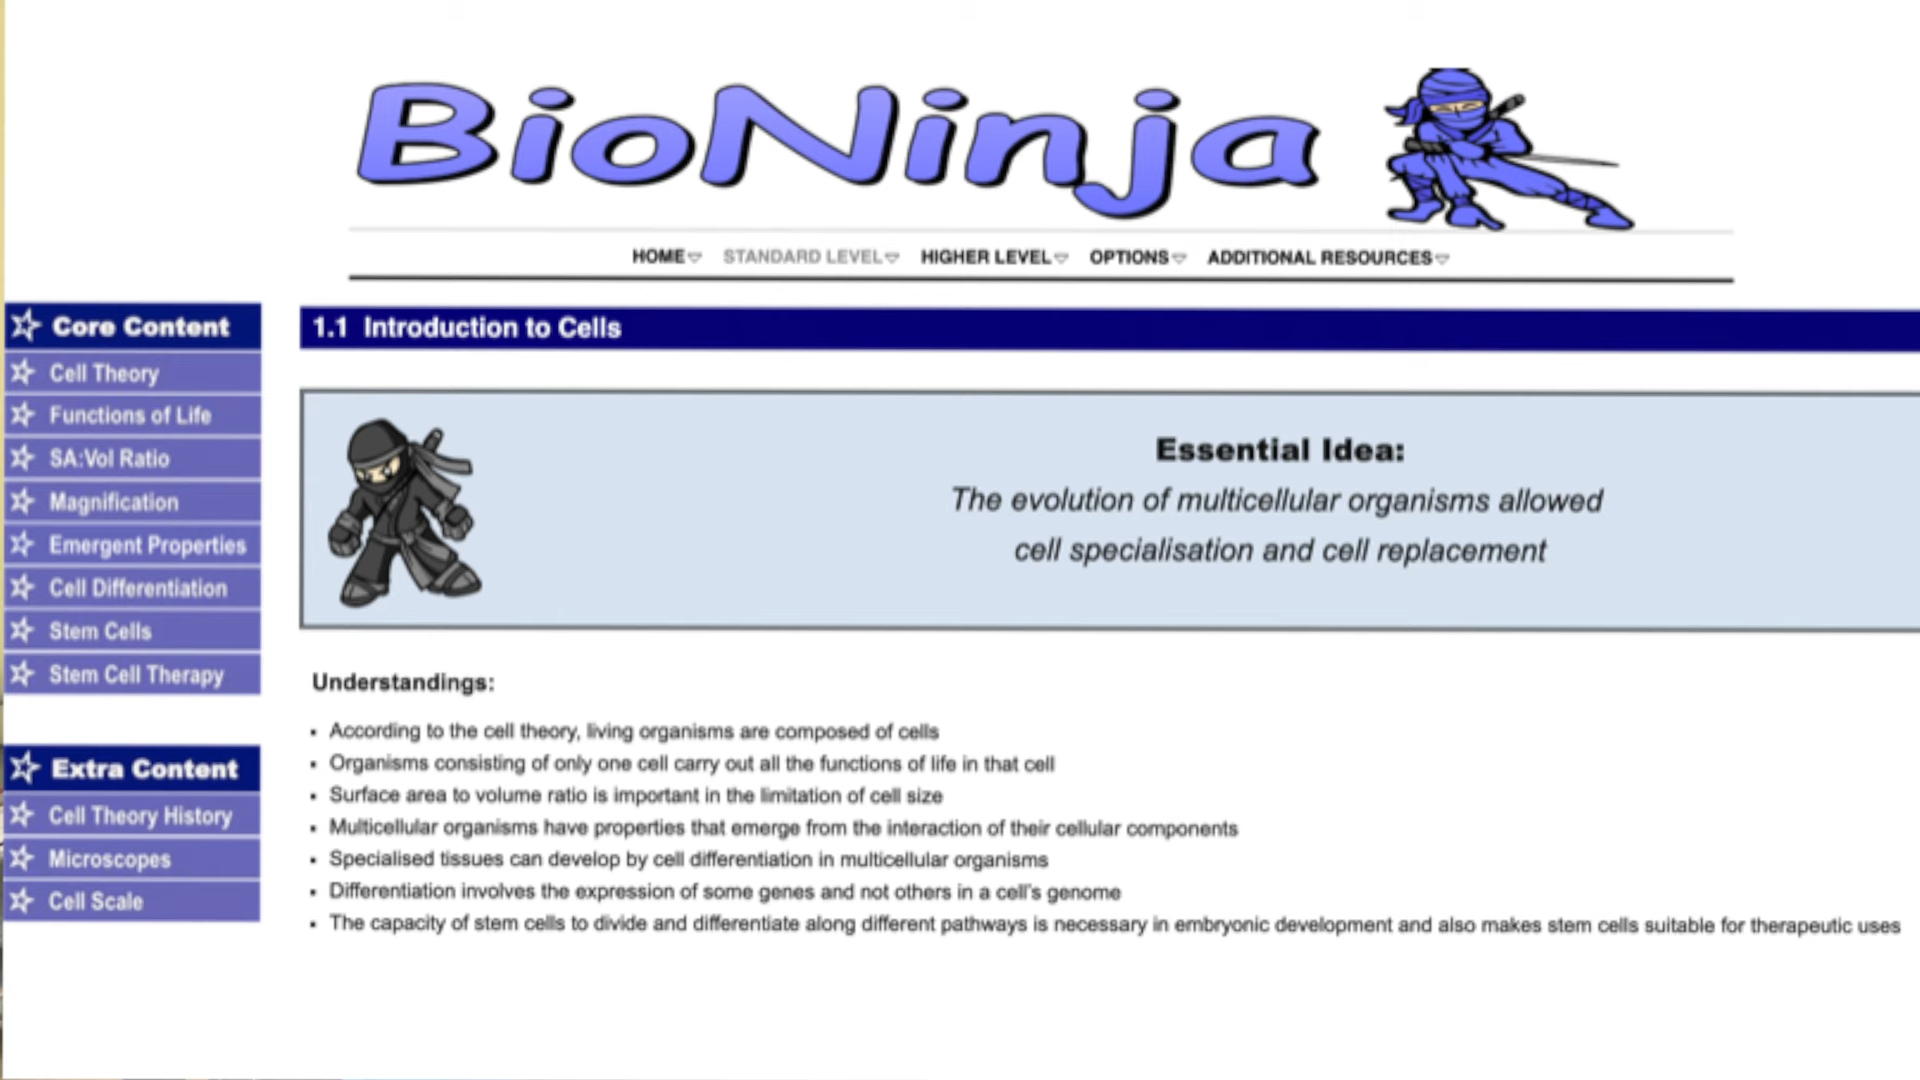 BioNinja
HOME STANDARD LEVEL HIGHER LEVEL OPTIONS ADDITIONAL RESOURCES
Core Content
Cell Theory
Functions of Life
SA:Vol Ratio
Magnification
Emergent Properties
Cell Differentiation
Stem Cells
Stem Cell Therapy
Extra Content
Cell Theory History
Microscopes
Cell Scale
1.1 Introduction to Cells
Essential Idea:
The evolution of multicellular organisms allowed
cell specialisation and cell replacement
Understandings:
• According to the cell theory, living organisms are composed of cells
• Organisms consisting of only one cell carry out all the functions of life in that cell
• Surface area to volume ratio is important in the limitation of cell size
• Multicellular organisms have properties that emerge from the interaction of their cellular components
• Specialised tissues can develop by cell differentiation in multicellular organisms
• Differentiation involves the expression of some genes and not others in a cell's genome
• The capacity of stem cells to divide and differentiate along different pathways is necessary in embryonic development and also makes stem cells suitable for therapeutic uses